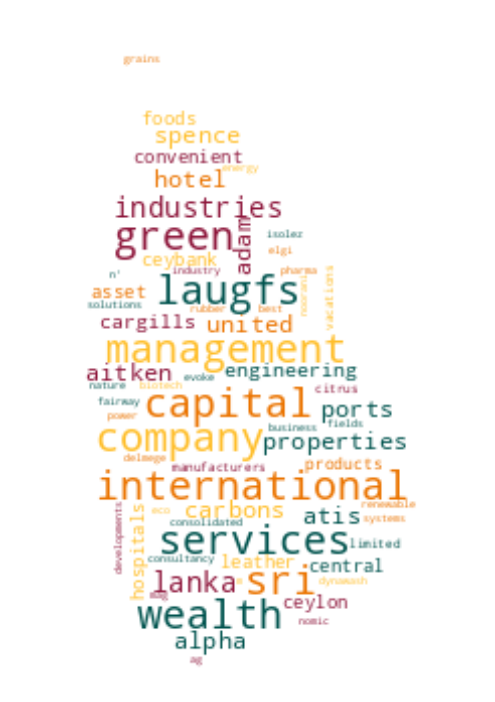 grains
foods
spence
convenient
energy
hotel
industries
adam
green
isolez
elgi
ceybank
industry
pharma
n'
vacations
asset
laugfs
noorani
solutions
rubber
best
cargills
united
management
aitken
evoke
engineering
nature
biotech
citrus
fairway
capital
ports
power
business
fields
company
properties
delmege
manufacturers
products
international
renewable
developments
hospitals
eco
carbons
atis
systems
consolidated
services
limited
consultancy
leather
central
lanka
sri
dynawash
mag
wealth
ceylon
nomic
alpha
ag